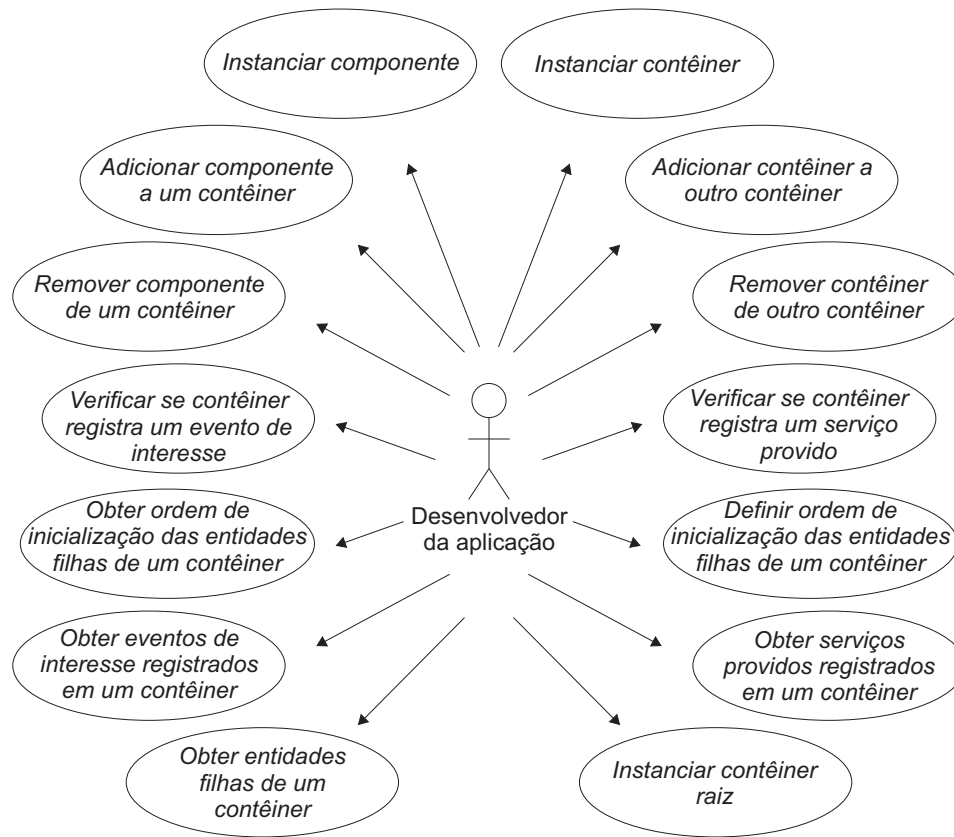 Instanciar componente
Instanciar contêiner
Adicionar componente
a um contêiner
Adicionar contêiner a
outro contêiner
Remover componente
de um contêiner
Remover contêiner
de outro contêiner
Verificar se contêiner
registra um evento de
interesse
Verificar se contêiner
registra um serviço
provido
Desenvolvedor
da aplicação
Obter ordem de
inicialização das entidades
filhas de um contêiner
Definir ordem de
inicialização das entidades
filhas de um contêiner
Obter eventos de
interesse registrados
em um contêiner
Obter serviços
providos registrados
em um contêiner
Obter entidades
filhas de um
contêiner
Instanciar contêiner
raiz